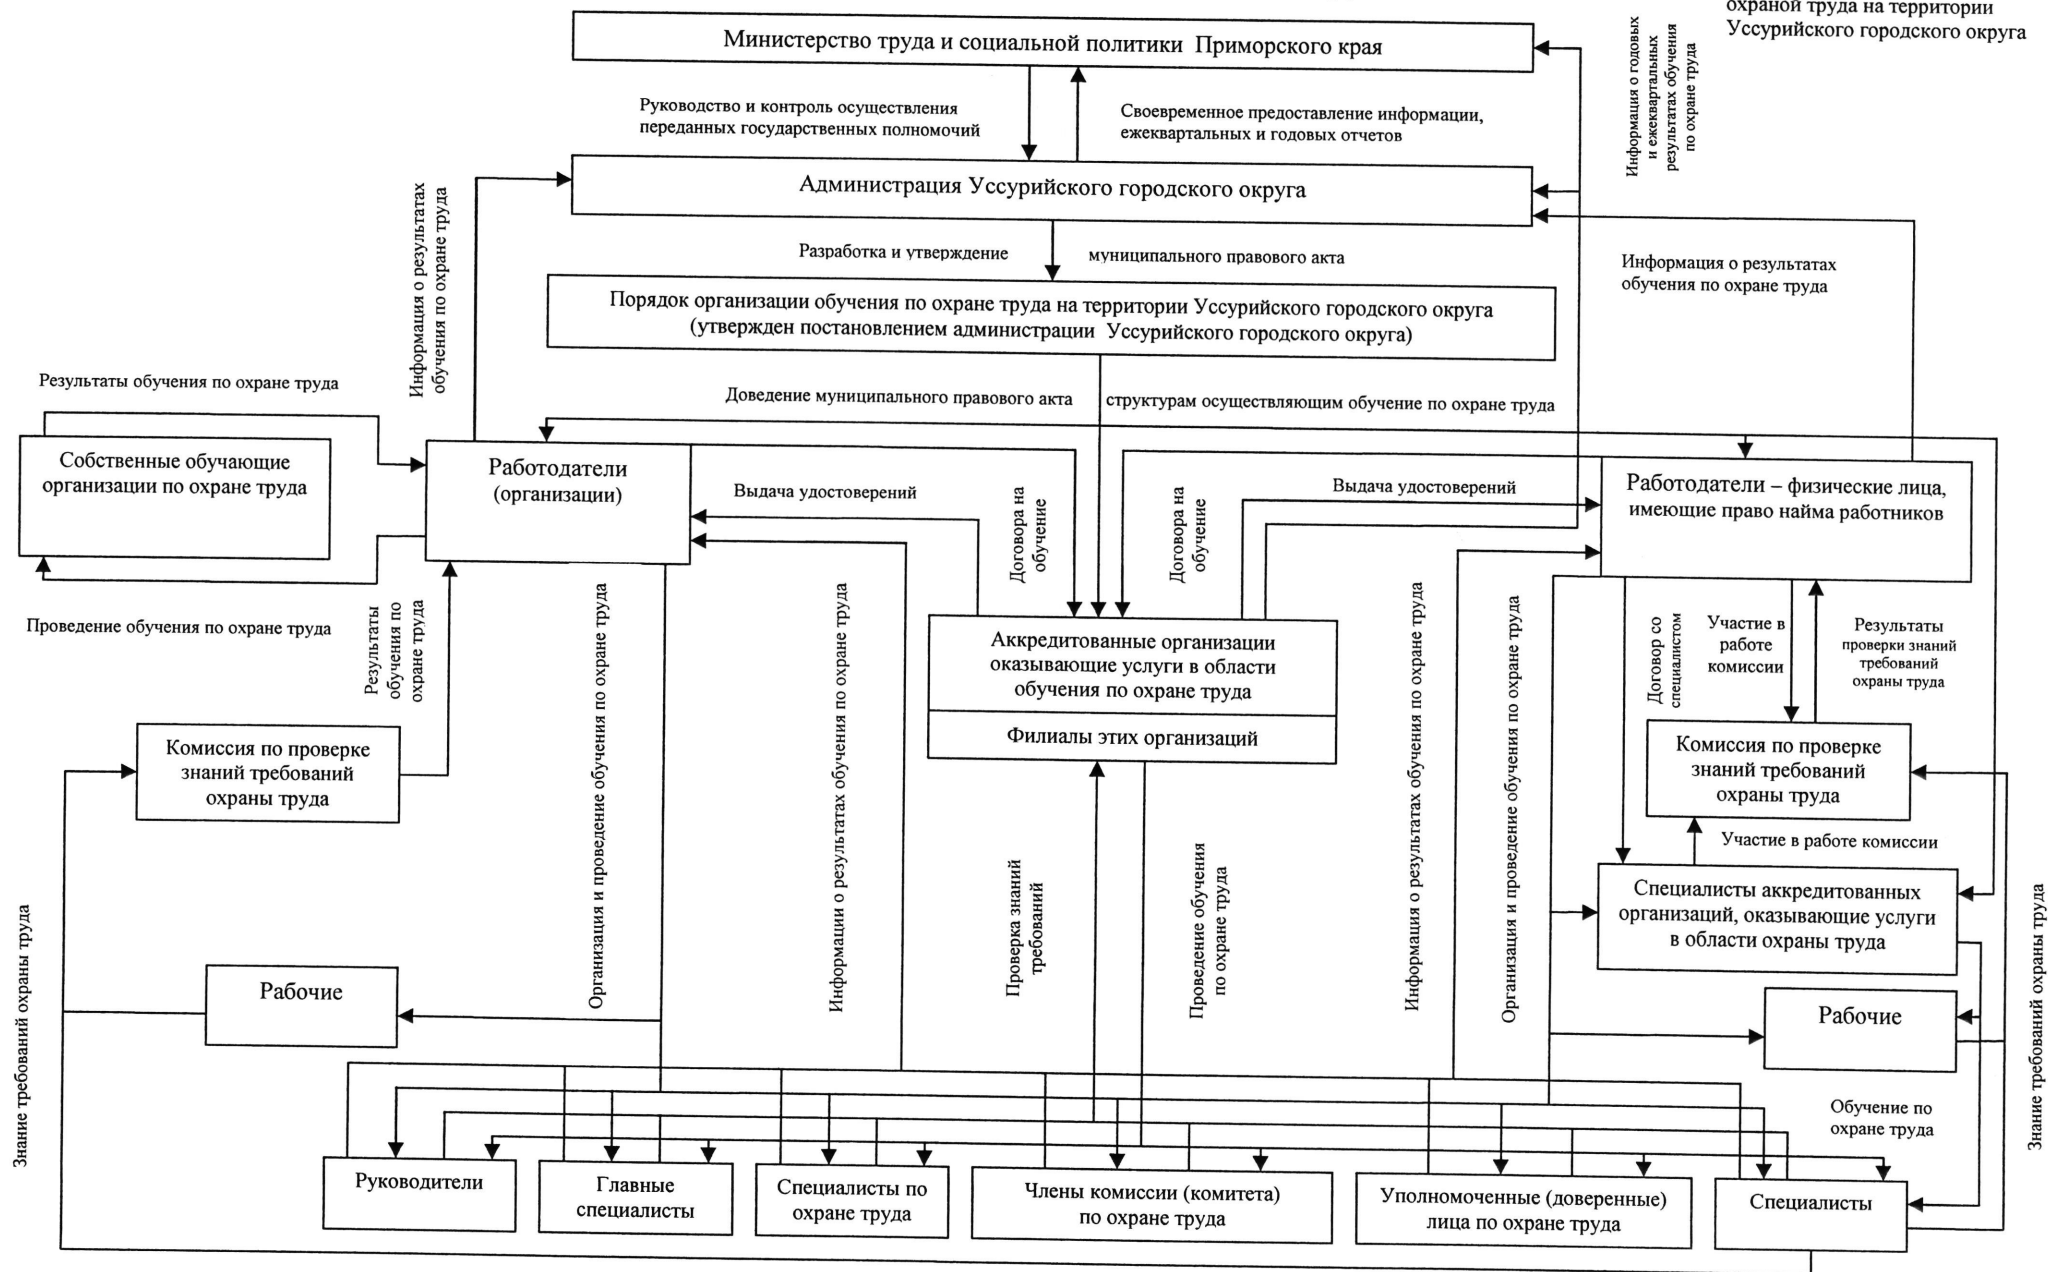 охраной труда на территории
Уссурийского городского округа
Министерство труда и социальной политики Приморского края
Информация о годовых
и ежеквартальных
результатах обучения
по охране труда
Руководство и контроль осуществления
переданных государственных полномочий
Своевременное предоставление информации,
ежеквартальных и годовых отчетов
Администрация Уссурийского городского округа
Информация о результатах
обучения по охране труда
Разработка и утверждение муниципального правового акта
Информация о результатах
обучения по охране труда
Порядок организации обучения по охране труда на территории Уссурийского городского округа
(утвержден постановлением администрации Уссурийского городского округа)
Результаты обучения по охране труда
Доведение муниципального правового акта структурам осуществляющим обучение по охране труда
Собственные обучающие
организации по охране труда
Работодатели
(организации)
Выдача удостоверений
Договора на
обучение
Договора на
обучение
Выдача удостоверений
Работодатели – физические лица,
имеющие право найма работников
Проведение обучения по охране труда
Результаты
обучения по
охране труда
Организация и проведение обучения по охране труда
Информации о результатах обучения по охране труда
Аккредитованные организации
оказывающие услуги в области
обучения по охране труда
Филиалы этих организаций
Информация о результатах обучения по охране труда
Организация и проведение обучения по охране труда
Договор со
специалистом
Участие в
работе
комиссии
Результаты
проверки знаний
требований
охраны труда
Комиссия по проверке
знаний требований
охраны труда
Комиссия по проверке
знаний требований
охраны труда
Участие в работе комиссии
Проверка знаний
требований
Проведение обучения
по охране труда
Специалисты аккредитованных
организаций, оказывающие услуги
в области охраны труда
Знание требований охраны труда
Знание требований охраны труда
Рабочие
Рабочие
Обучение по
охране труда
Руководители
Главные
специалисты
Специалисты по
охране труда
Члены комиссии (комитета)
по охране труда
Уполномоченные (доверенные)
лица по охране труда
Специалисты